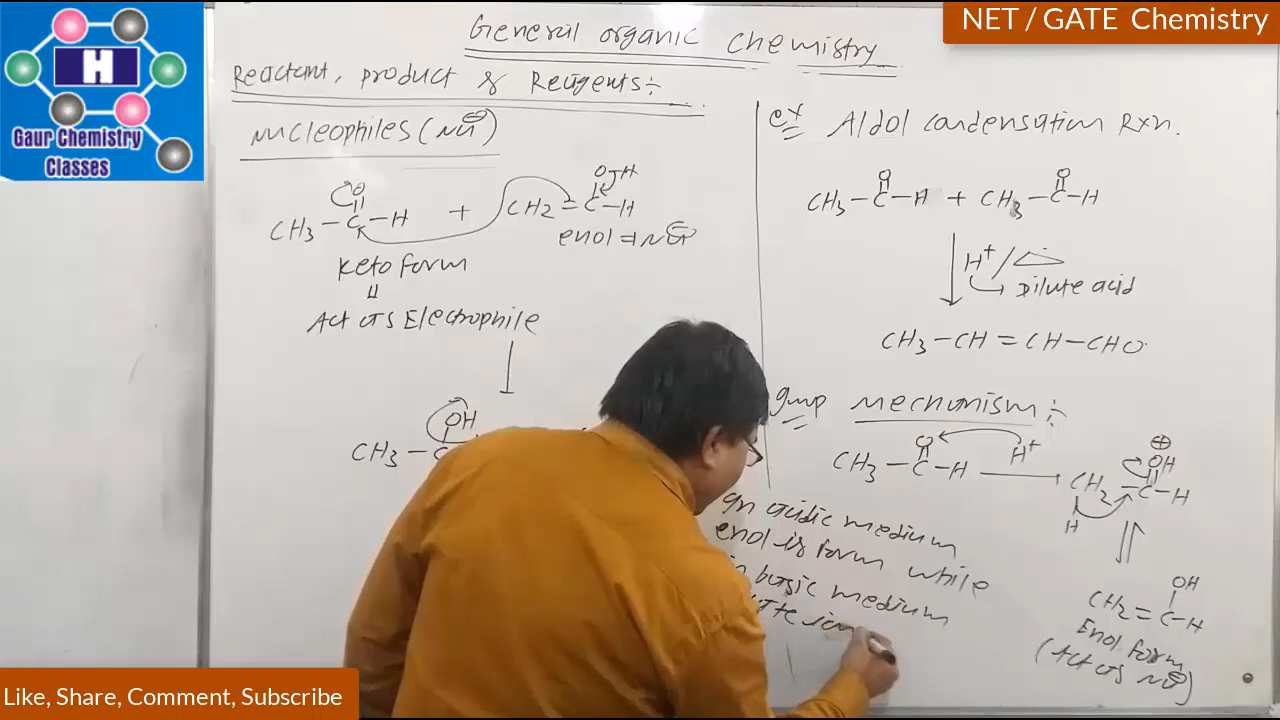 NET / GATE Chemistry
H
Gaur Chemistry
Classes
General organic chemistry
Reactant, product & Reagents:-
Nucleophiles (Nu⊖)
O
CH3-C-H + CH2=C-H
OH
enol ⇒ Nu⊖
Keto form
Act as Electrophile
OH
CH3-C
ex Aldol condensation Rxn.
O O
CH3-C-H + CH3-C-H
H+/△
Dilute acid
CH3-CH=CH-CHO
Imp mechanism:-
O H+
CH3-C-H
⊕
OH
CH2-C-H
H
OH
CH2=C-H
Enol form
(Act as Nu⊖)
In acidic medium
enol is form while
basic medium
Like, Share, Comment, Subscribe